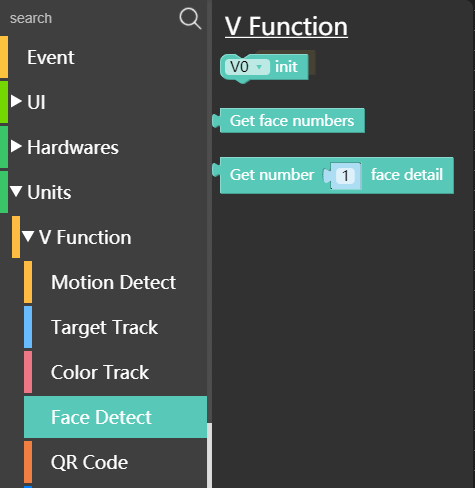 search
Event
UI
Hardwares
Units
V Function
Motion Detect
Target Track
Color Track
Face Detect
QR Code
V Function
V0 init
Get face numbers
Get number 1 face detail